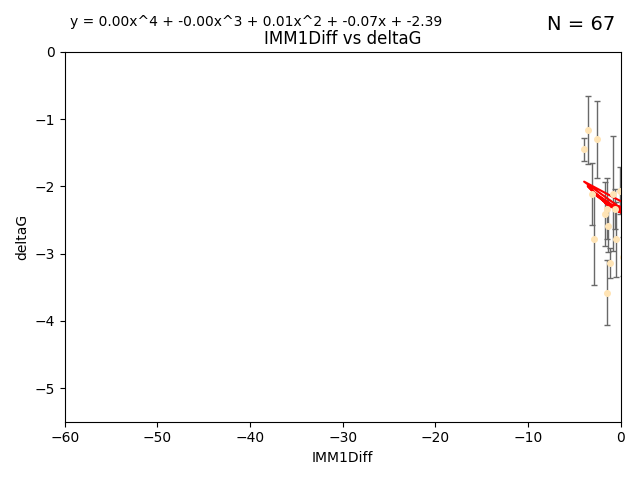 y = 0.00x^4 + -0.00x^3 + 0.01x^2 + -0.07x + -2.39
N = 67
IMM1Diff vs deltaG
0
−1
−2
−3
−4
−5
deltaG
−60 −50 −40 −30 −20 −10 0
IMM1Diff